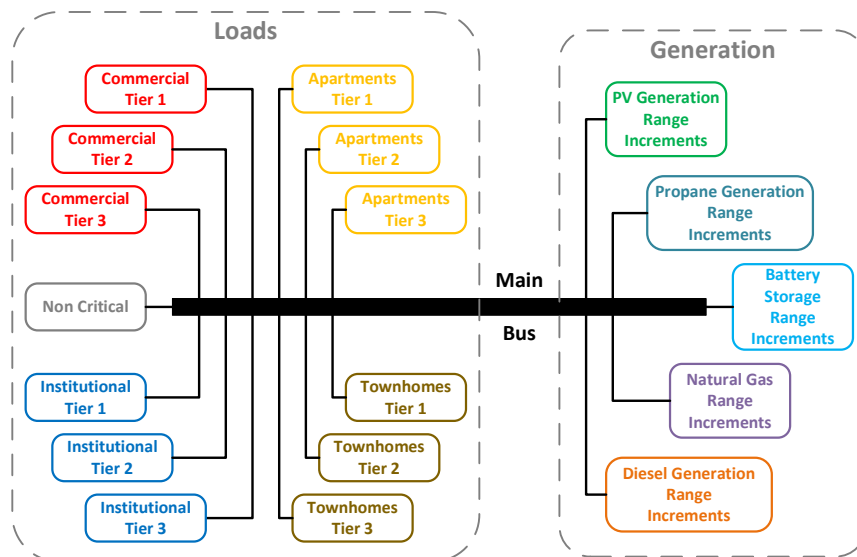 Loads
Commercial
Tier 1
Commercial
Tier 2
Commercial
Tier 3
Non Critical
Institutional
Tier 1
Institutional
Tier 2
Institutional
Tier 3
Apartments
Tier 1
Apartments
Tier 2
Apartments
Tier 3
Townhomes
Tier 1
Townhomes
Tier 2
Townhomes
Tier 3
Main
Bus
Generation
PV Generation
Range
Increments
Propane Generation
Range
Increments
Battery
Storage
Range
Increments
Natural Gas
Range
Increments
Diesel Generation
Range
Increments